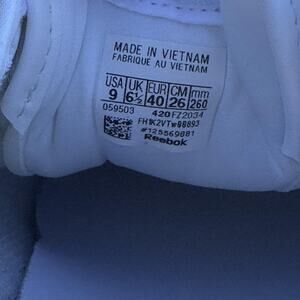 MADE IN VIETNAM
FABRIQUE AU VIETNAM
USA UK EUR CM mm
9 6½ 40 26 260
059503 420FZ2034
#125569881
Reebok